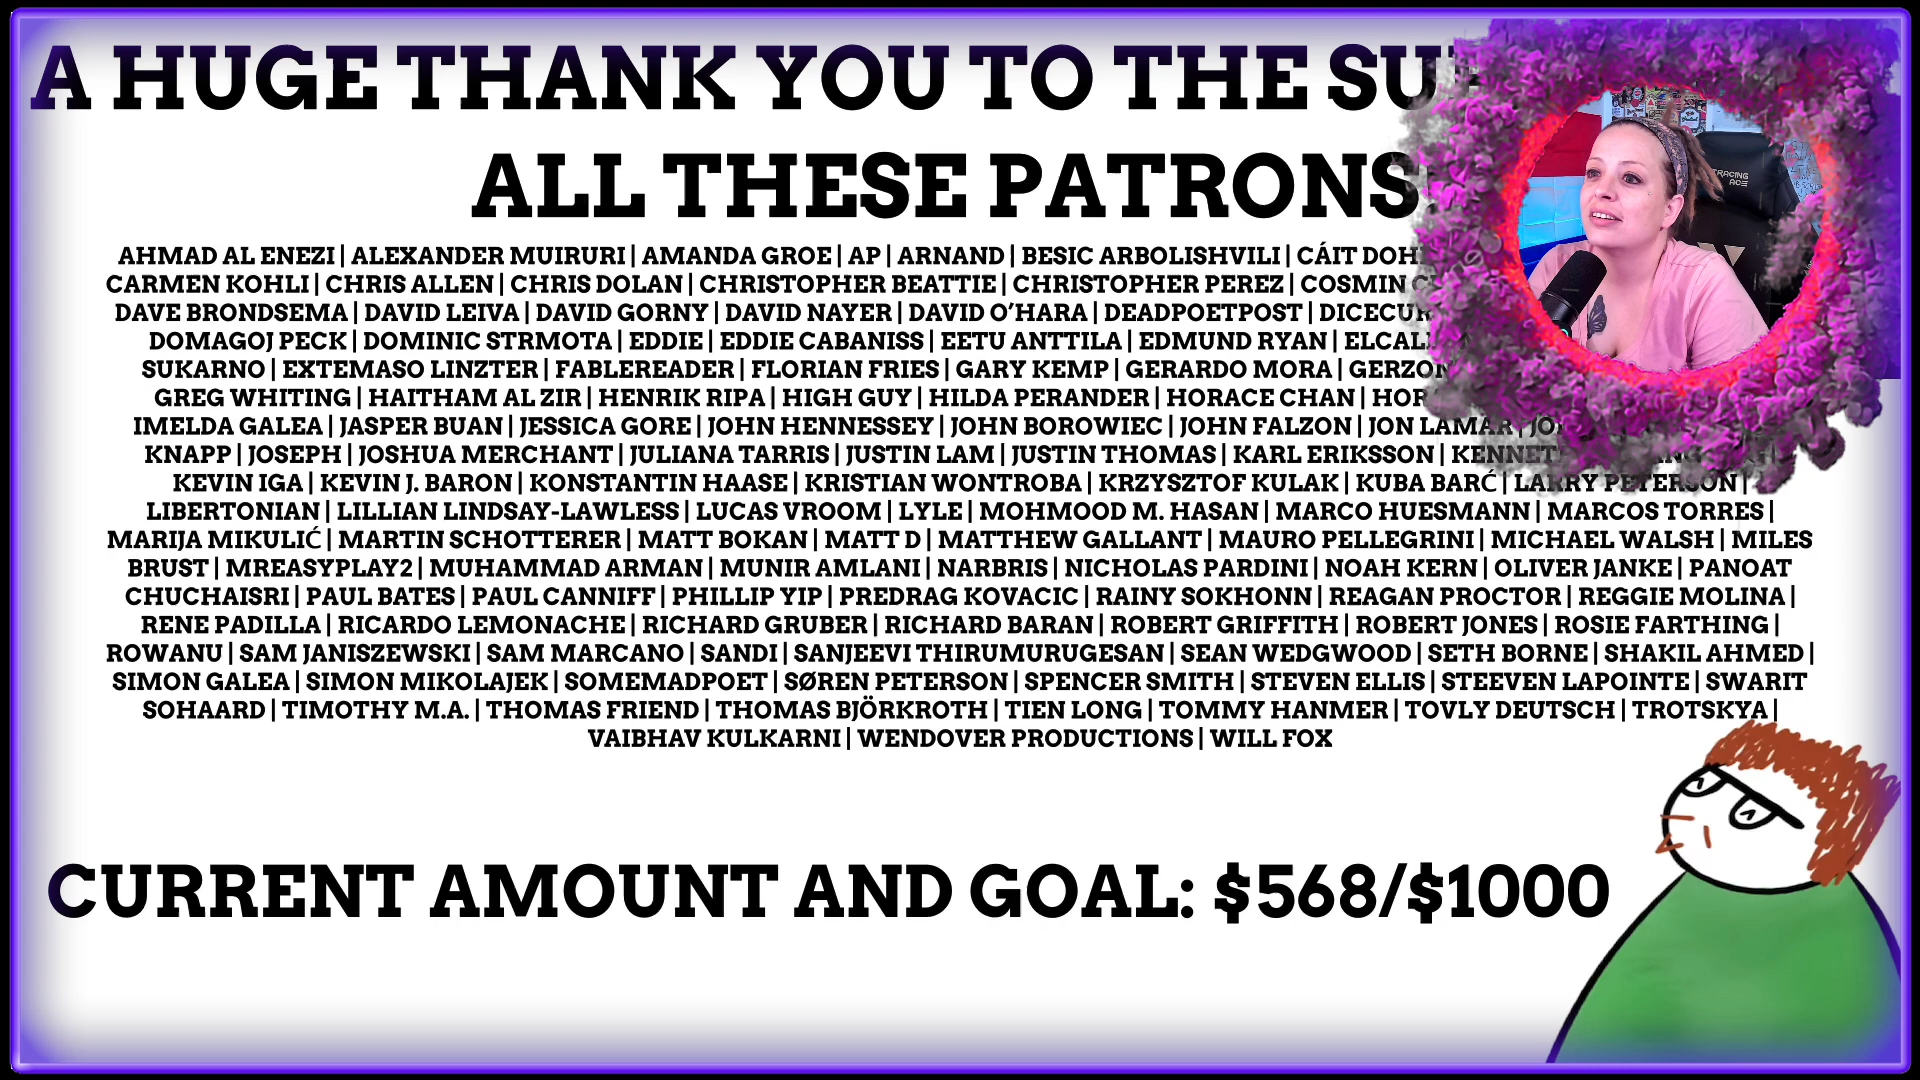 A HUGE THANK YOU TO THE
ALL THESE PATRONS
AHMAD AL ENEZI | ALEXANDER MUIRURI | AMANDA GROE | AP | ARNAND | BESIC ARBOLISHVILI | CÁIT
CARMEN KOHLI | CHRIS ALLEN | CHRIS DOLAN | CHRISTOPHER BEATTIE | CHRISTOPHER PEREZ | COSMIN
DAVE BRONDSEMA | DAVID LEIVA | DAVID GORNY | DAVID NAYER | DAVID O’HARA | DEADPOETPOST |
DOMAGOJ PECK | DOMINIC STRMOTA | EDDIE | EDDIE CABANISS | EETU ANTTILA | EDMUND RYAN |
SUKARNO | EXTEMASO LINZTER | FABLEREADER | FLORIAN FRIES | GARY KEMP | GERARDO MORA |
GREG WHITING | HAITHAM AL ZIR | HENRIK RIPA | HIGH GUY | HILDA PERANDER | HORACE CHAN |
IMELDA GALEA | JASPER BUAN | JESSICA GORE | JOHN HENNESSEY | JOHN BOROWIEC | JOHN FALZON | JON LAMAR |
KNAPP | JOSEPH | JOSHUA MERCHANT | JULIANA TARRIS | JUSTIN LAM | JUSTIN THOMAS | KARL ERIKSSON |
KEVIN IGA | KEVIN J. BARON | KONSTANTIN HAASE | KRISTIAN WONTROBA | KRZYSZTOF KULAK | KUBA BARĆ | LARRY PETERSON |
LIBERTONIAN | LILLIAN LINDSAY-LAWLESS | LUCAS VROOM | LYLE | MOHMOOD M. HASAN | MARCO HUESMANN | MARCOS TORRES |
MARIJA MIKULIĆ | MARTIN SCHOTTERER | MATT BOKAN | MATT D | MATTHEW GALLANT | MAURO PELLEGRINI | MICHAEL WALSH | MILES
BRUST | MREASYPLAY2 | MUHAMMAD ARMAN | MUNIR AMLANI | NARBRIS | NICHOLAS PARDINI | NOAH KERN | OLIVER JANKE | PANOAT
CHUCHAISRI | PAUL BATES | PAUL CANNIFF | PHILLIP YIP | PREDRAG KOVACIC | RAINY SOKHONN | REAGAN PROCTOR | REGGIE MOLINA |
RENE PADILLA | RICARDO LEMONACHE | RICHARD GRUBER | RICHARD BARAN | ROBERT GRIFFITH | ROBERT JONES | ROSIE FARTHING |
ROWANU | SAM JANISZEWSKI | SAM MARCANO | SANDI | SANJEEVI THIRUMURUGESAN | SEAN WEDGWOOD | SETH BORNE | SHAKIL AHMED |
SIMON GALEA | SIMON MIKOLAJEK | SOMEMADPOET | SØREN PETERSON | SPENCER SMITH | STEVEN ELLIS | STEEVEN LAPOINTE | SWARIT
SOHAARD | TIMOTHY M.A. | THOMAS FRIEND | THOMAS BJÖRKROTH | TIEN LONG | TOMMY HANMER | TOVLY DEUTSCH | TROTSKYA |
VAIBHAV KULKARNI | WENDOVER PRODUCTIONS | WILL FOX
CURRENT AMOUNT AND GOAL: $568/$1000